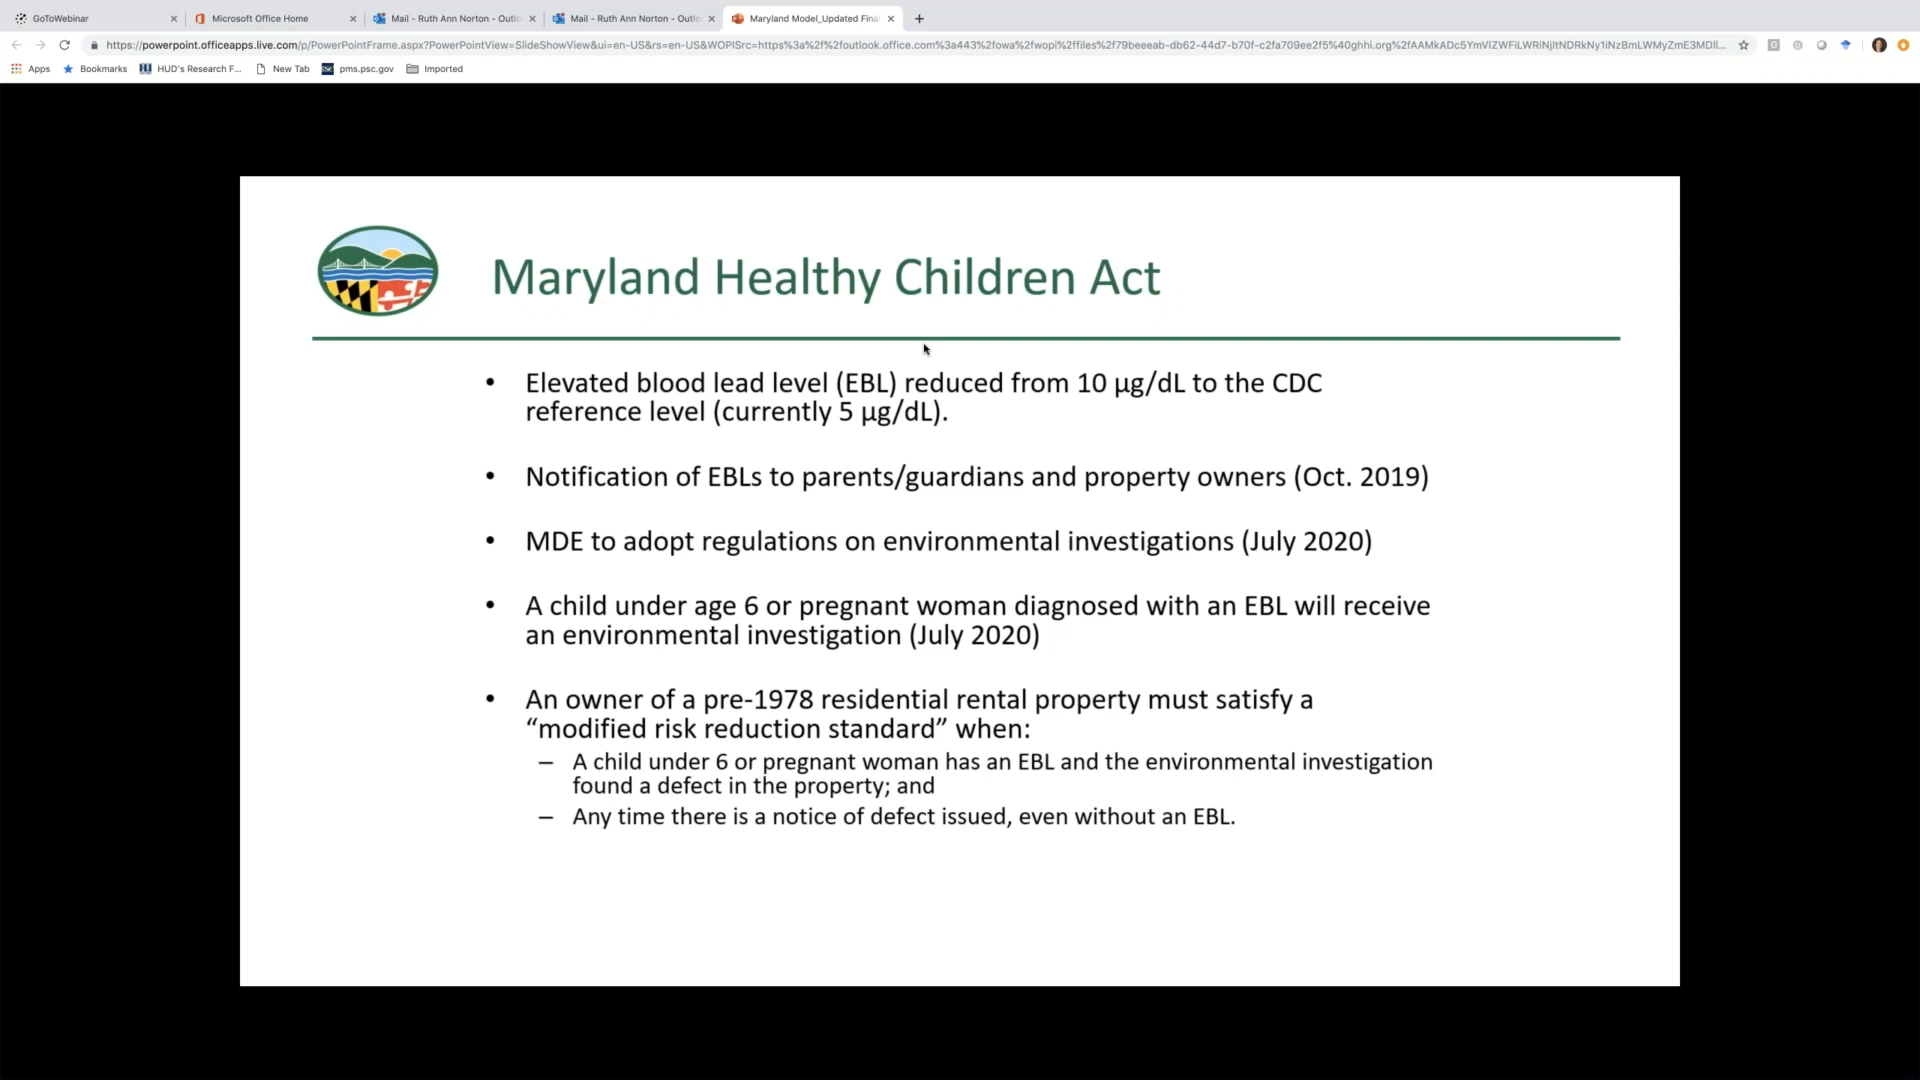 GoToWebinar
Microsoft Office Home
Mail - Ruth Ann Norton - Outlo
Mail - Ruth Ann Norton - Outlo
Maryland Model_Updated Fina
Apps
Bookmarks
HUD's Research F...
New Tab
pms.psc.gov
Imported
Maryland Healthy Children Act
• Elevated blood lead level (EBL) reduced from 10 µg/dL to the CDC
reference level (currently 5 µg/dL).
• Notification of EBLs to parents/guardians and property owners (Oct. 2019)
• MDE to adopt regulations on environmental investigations (July 2020)
• A child under age 6 or pregnant woman diagnosed with an EBL will receive
an environmental investigation (July 2020)
• An owner of a pre-1978 residential rental property must satisfy a
“modified risk reduction standard” when:
– A child under 6 or pregnant woman has an EBL and the environmental investigation
found a defect in the property; and
– Any time there is a notice of defect issued, even without an EBL.